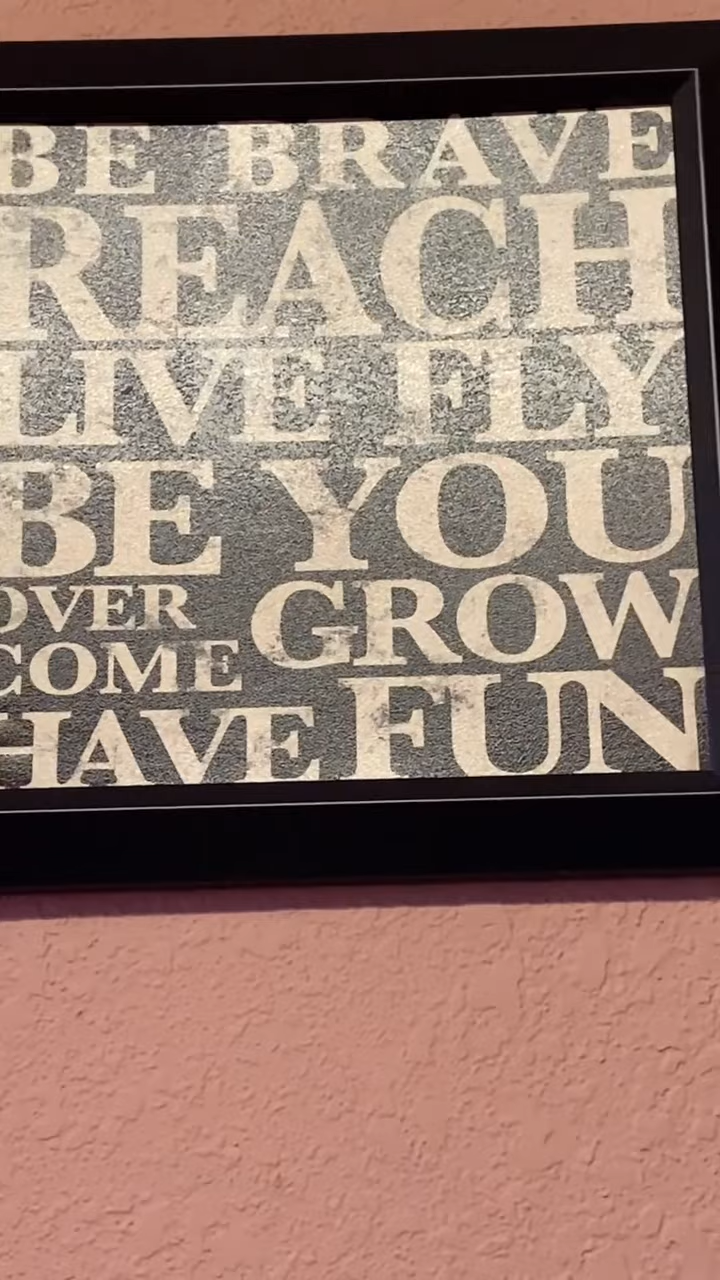 BE BRAVE
REACH
LIVE FLY
BE YOU
OVER
COME GROW
HAVE FUN